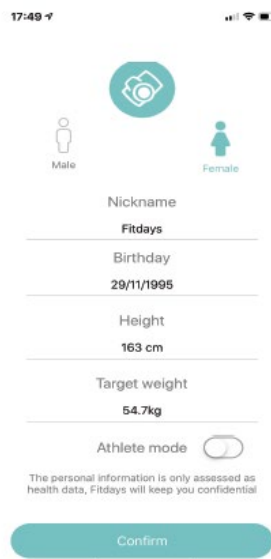 17:49
Male
Female
Nickname
Fitdays
Birthday
29/11/1995
Height
163 cm
Target weight
54.7kg
Athlete mode
The personal information is only assessed as
health data, Fitdays will keep you confidential
Confirm